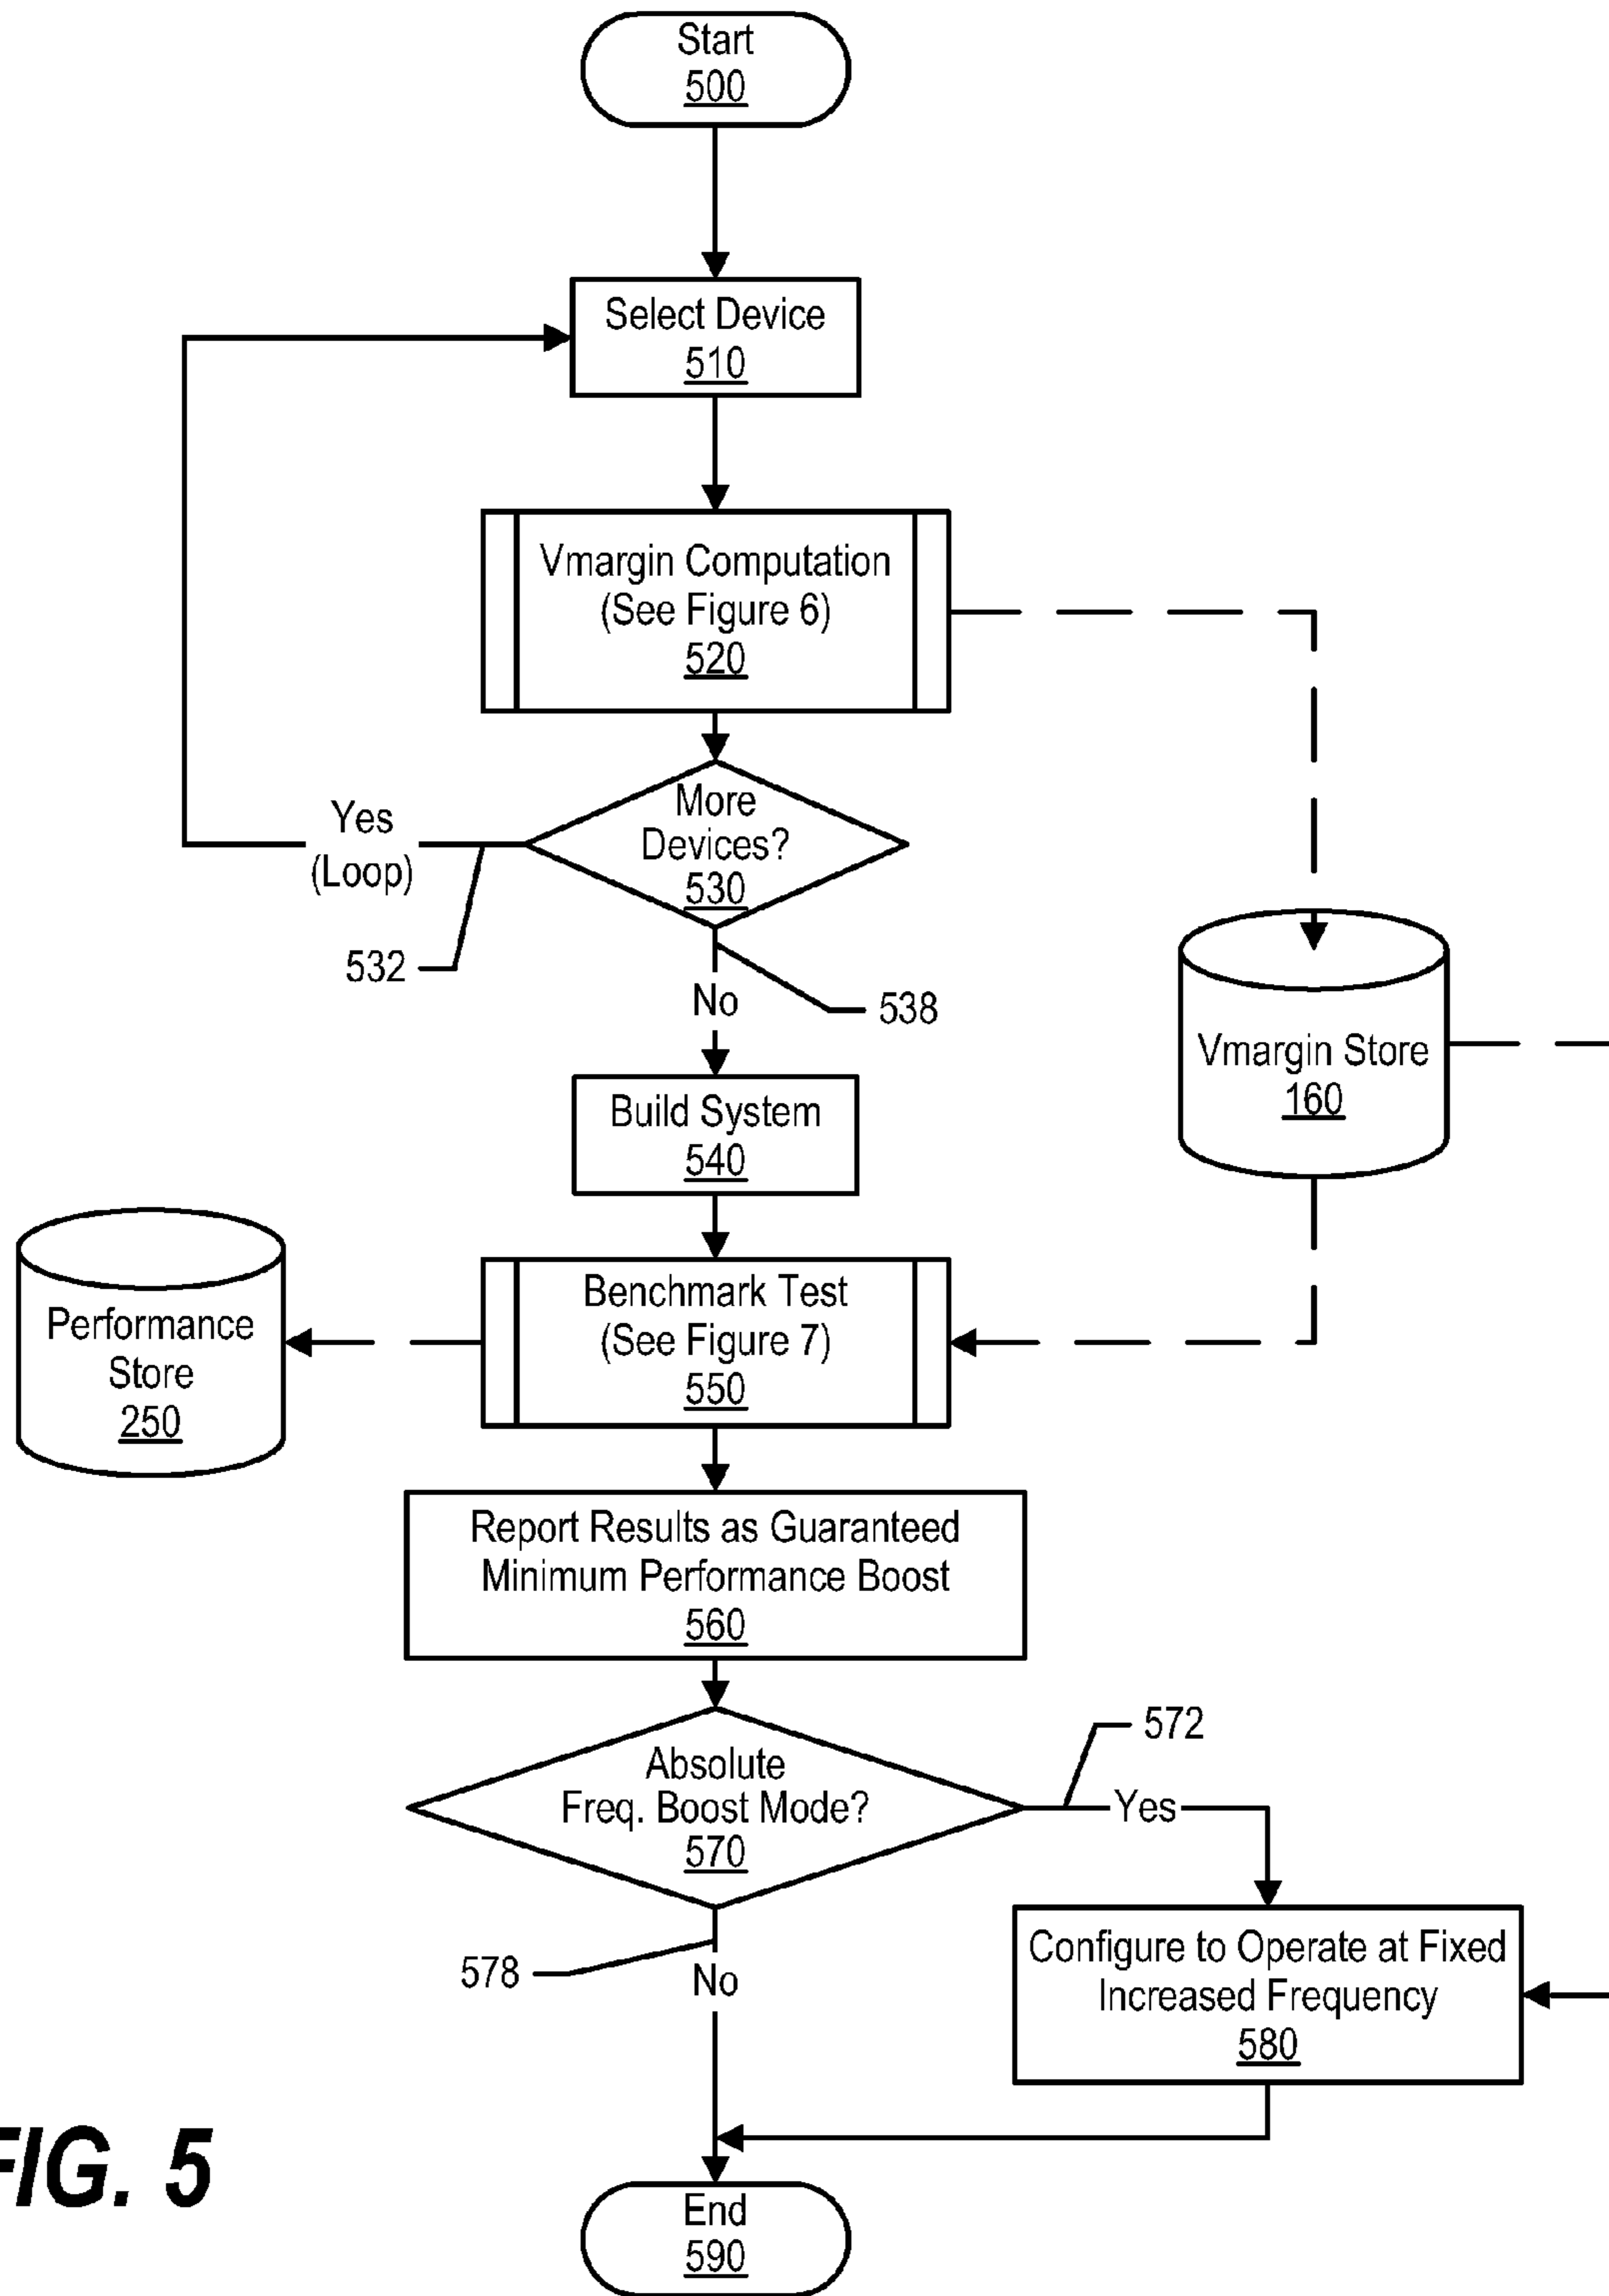 Start
500
Select Device
510
Vmargin Computation
(See Figure 6)
520
More
Devices?
530
Yes
(Loop)
532
No
538
Vmargin Store
160
Build System
540
Benchmark Test
(See Figure 7)
550
Performance
Store
250
Report Results as Guaranteed
Minimum Performance Boost
560
Absolute
Freq. Boost Mode?
570
572
Yes
578
No
Configure to Operate at Fixed
Increased Frequency
580
FIG. 5
End
590